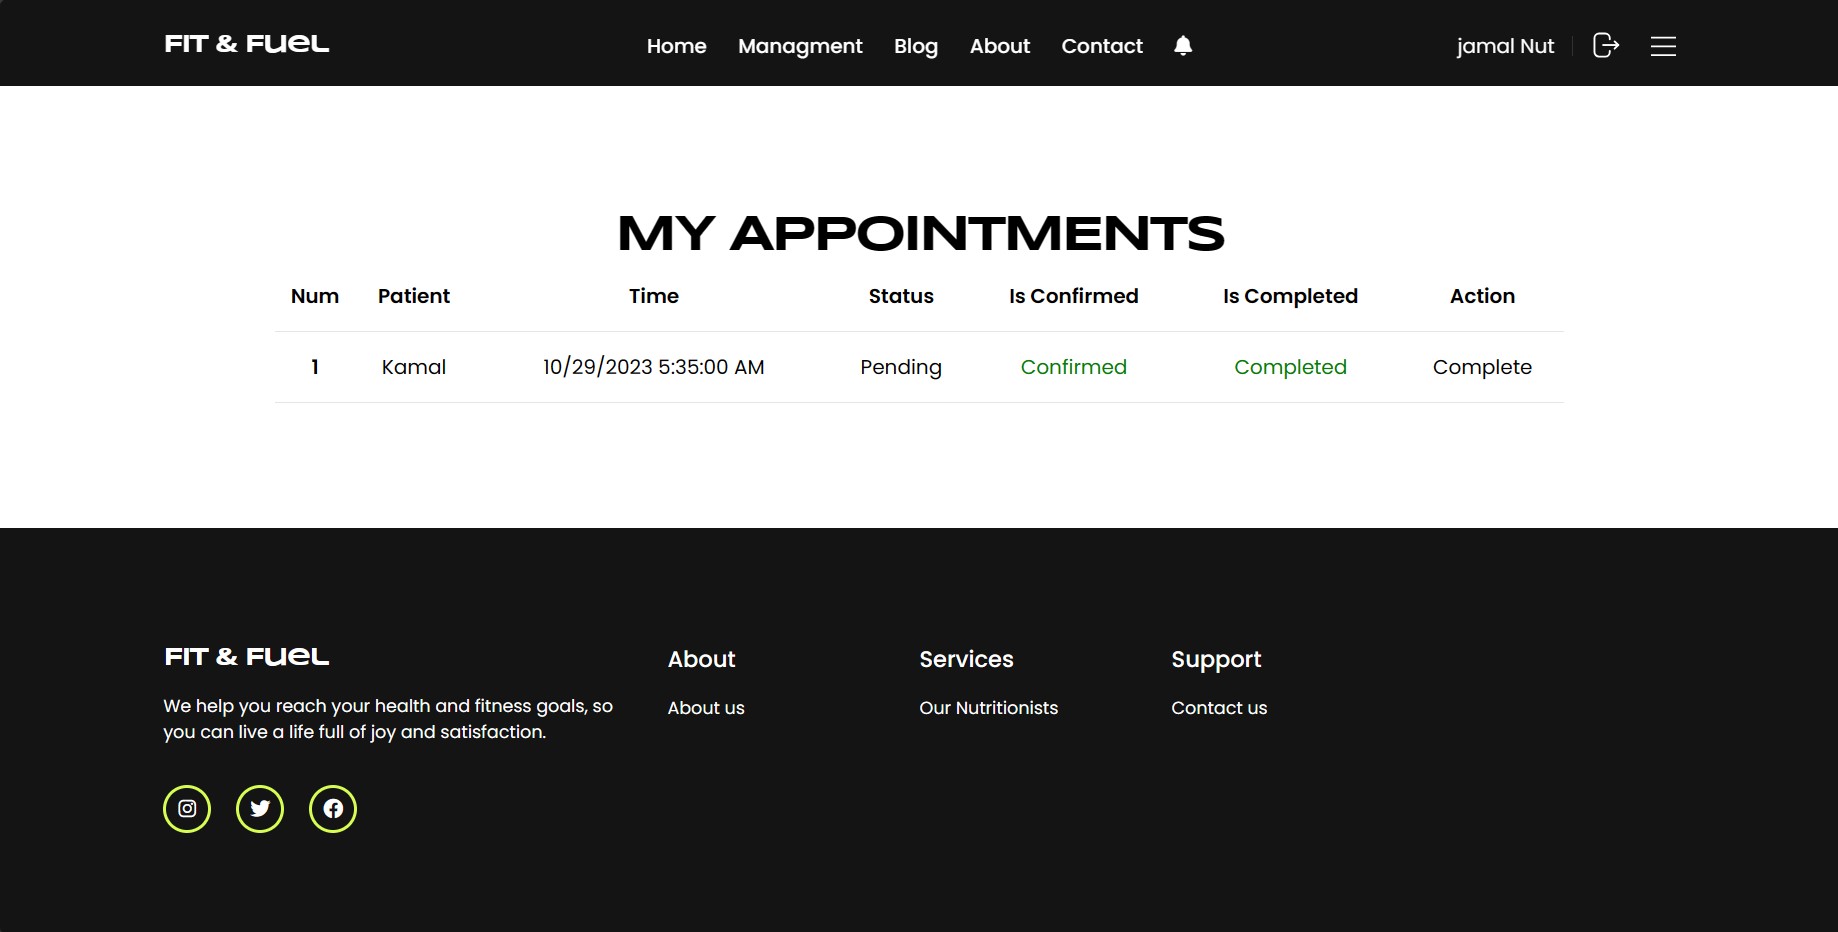 FIT & FUeL
Home Managment Blog About Contact
jamal Nut
MY APPOINTMENTS
Num Patient Time Status Is Confirmed Is Completed Action
1 Kamal 10/29/2023 5:35:00 AM Pending Confirmed Completed Complete
FIT & FUeL
We help you reach your health and fitness goals, so
you can live a life full of joy and satisfaction.
About
About us
Services
Our Nutritionists
Support
Contact us